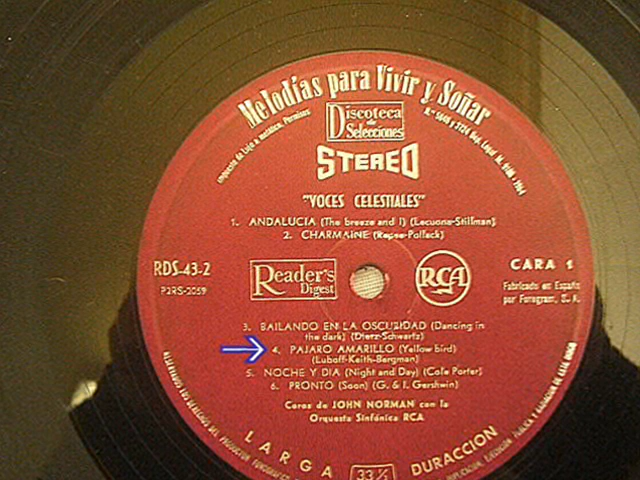 Melodías para Vivir y Soñar
Discoteca
de
Selecciones
STEREO
"VOCES CELESTIALES"
1. ANDALUCIA (The breeze and I) (Lecuona-Stillman)
2. CHARMAINE (Rapee-Pollack)
RDS-43-2
P2RS-2059
Reader's
Digest
RCA
CARA 1
Fabricado en España
por Fonogram, S. A.
3. BAILANDO EN LA OSCURIDAD (Dancing in
the dark) (Dietz-Schwartz)
4. PAJARO AMARILLO (Yellow bird)
(Luboff-Keith-Bergman)
5. NOCHE Y DIA (Night and Day) (Cole Porter)
6. PRONTO (Soon) (G. & I. Gershwin)
Coros de JOHN NORMAN con la
Orquesta Sinfónica RCA
LARGA 33⅓ DURACCION